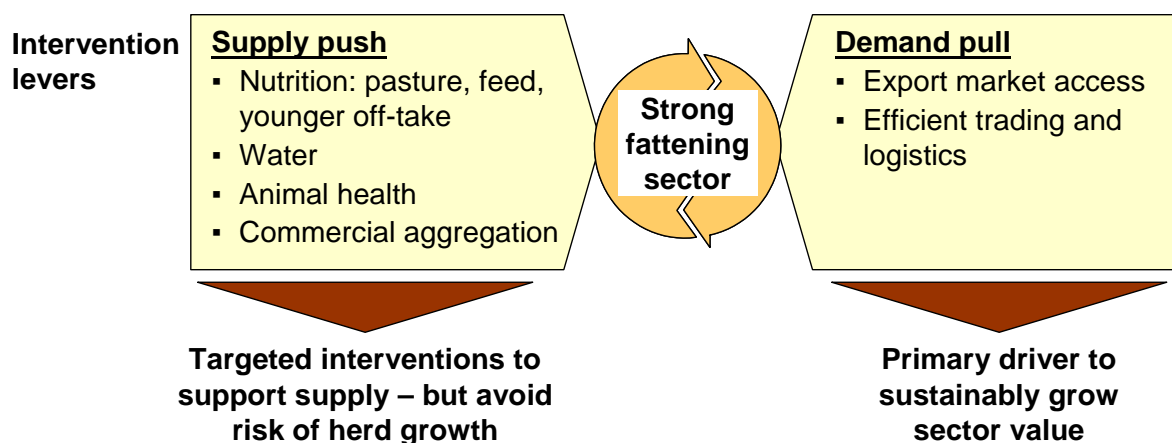 Intervention
levers
Supply push
▪ Nutrition: pasture, feed,
younger off-take
▪ Water
▪ Animal health
▪ Commercial aggregation
Strong
fattening
sector
Demand pull
▪ Export market access
▪ Efficient trading and
logistics
Targeted interventions to
support supply – but avoid
risk of herd growth
Primary driver to
sustainably grow
sector value